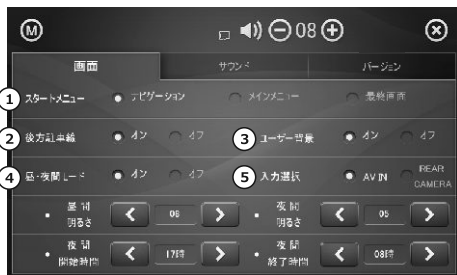 M 08
画面 サウンド バージョン
1 スタートメニュー ナビゲーション メインメニュー 最終画面
2 後方駐車線 オン オフ 3 ユーザー背景 オン オフ
4 昼・夜間モード オン オフ 5 入力選択 AV IN REAR CAMERA
昼間 明るさ 06 夜間 明るさ 05
夜間 開始時間 17時 夜間 終了時間 08時